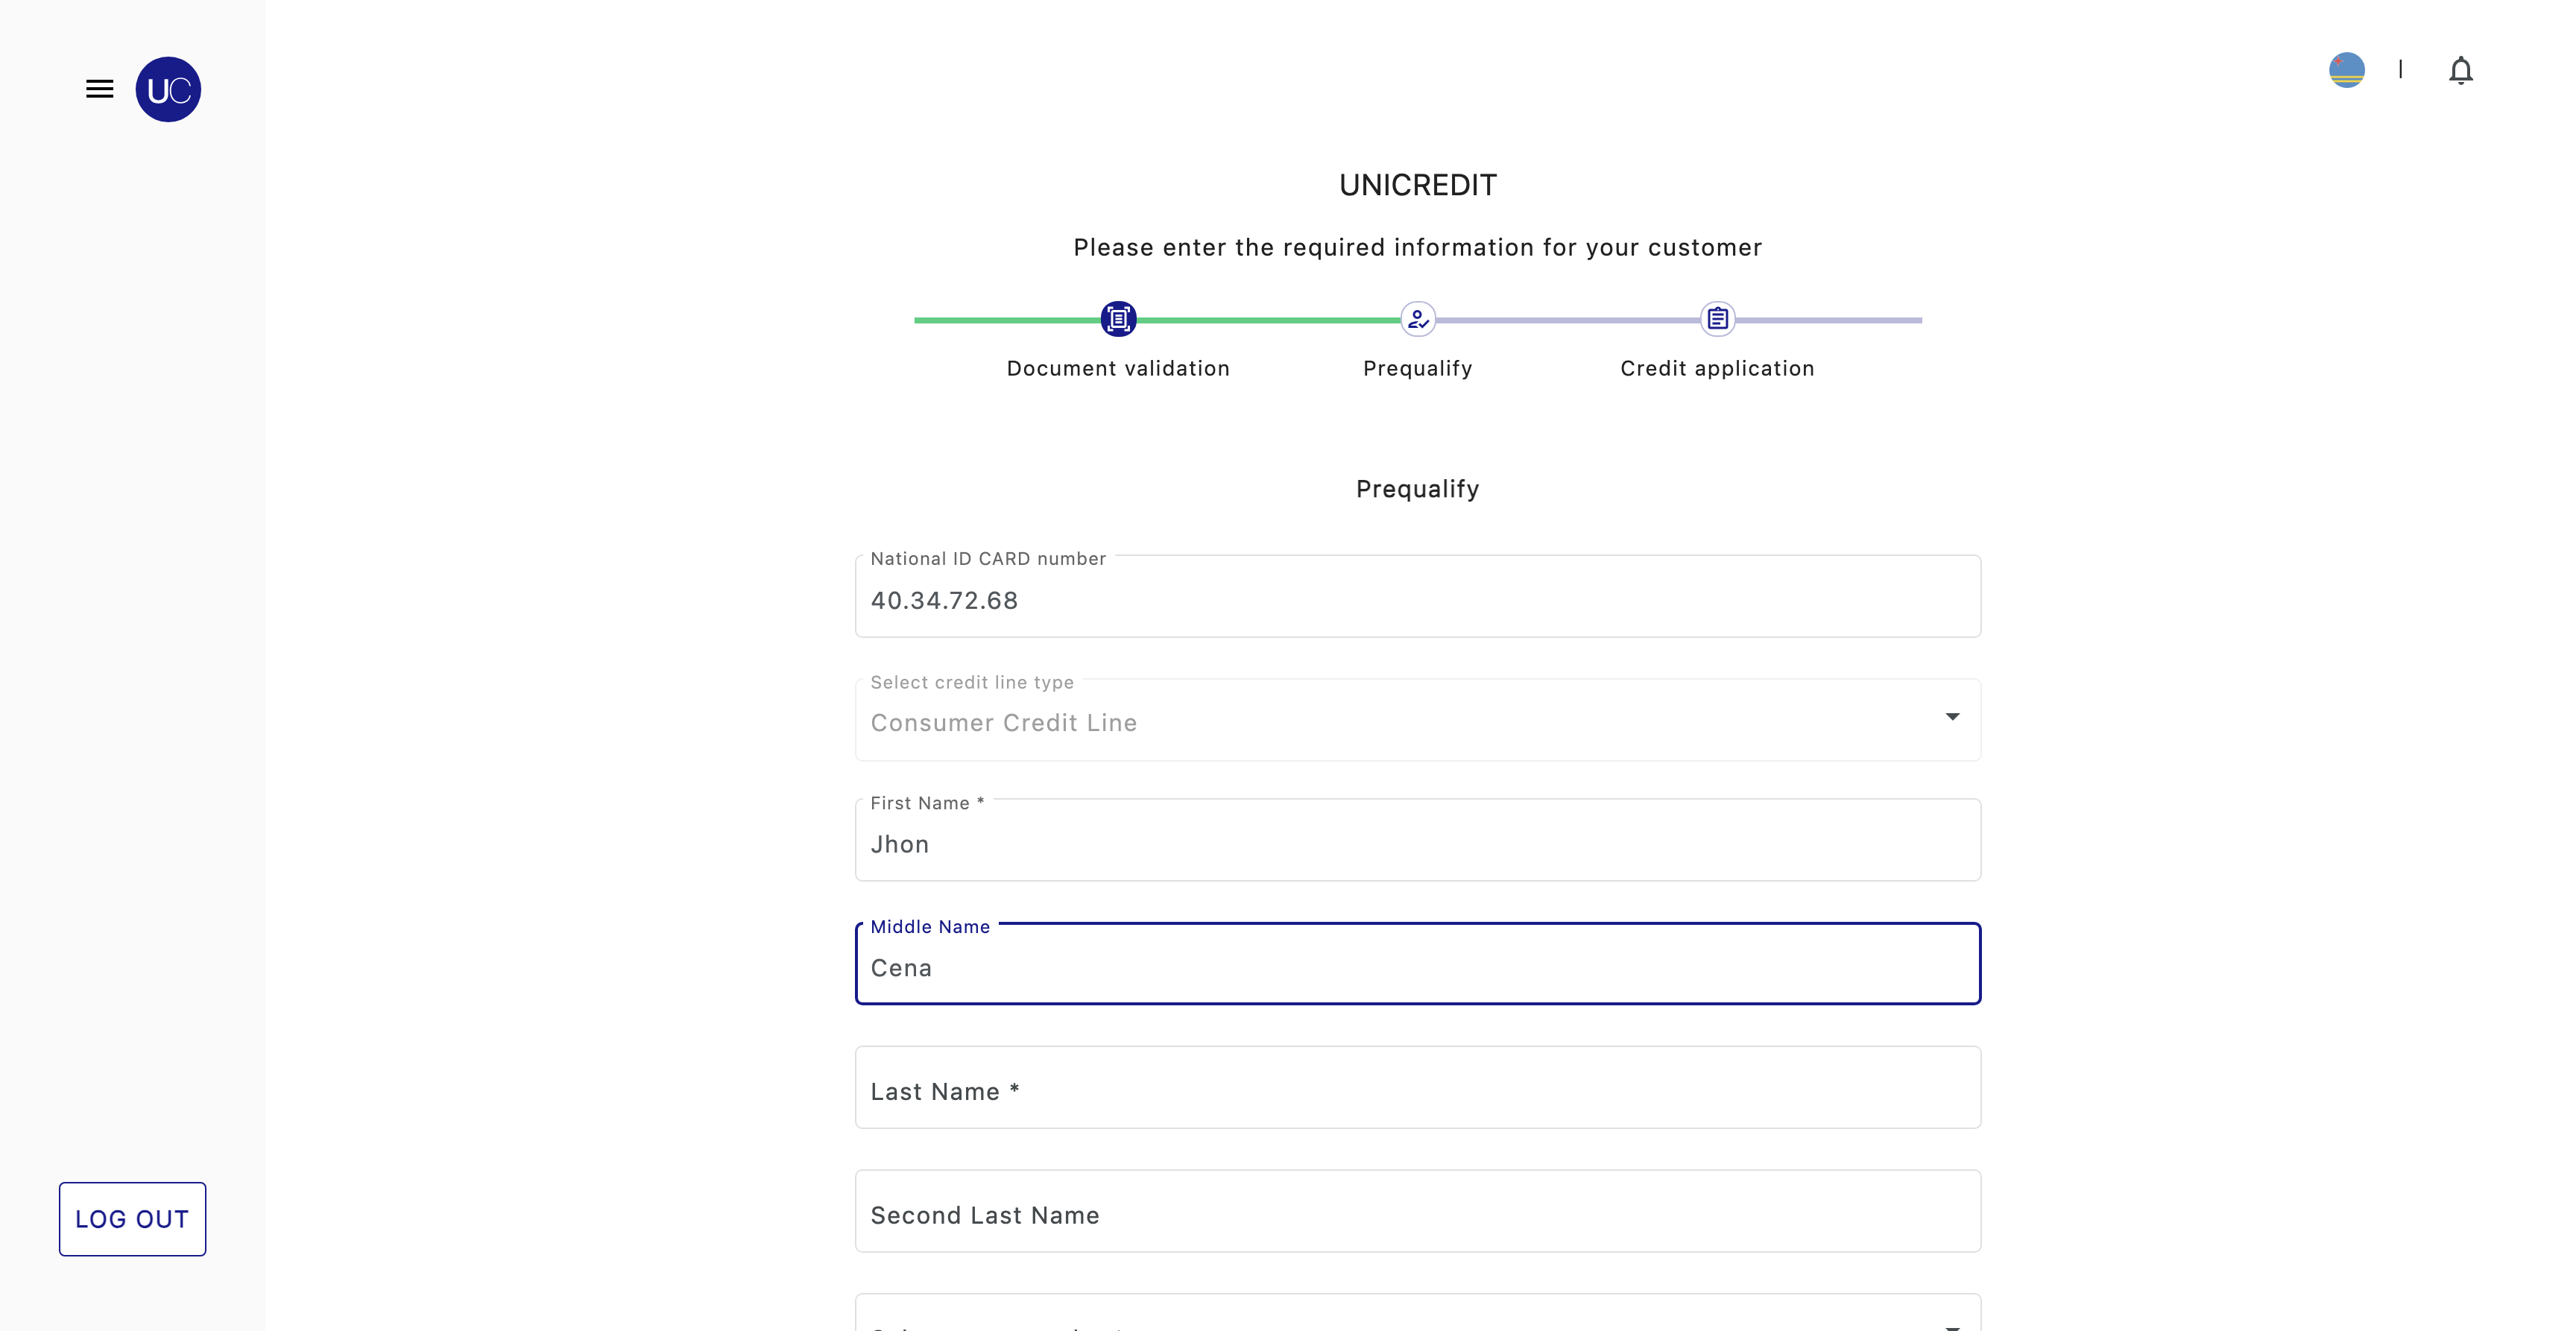 UC
UNICREDIT
Please enter the required information for your customer
Document validation
Prequalify
Credit application
Prequalify
National ID CARD number
40.34.72.68
Select credit line type
Consumer Credit Line
First Name *
Jhon
Middle Name
Cena
Last Name *
Second Last Name
LOG OUT